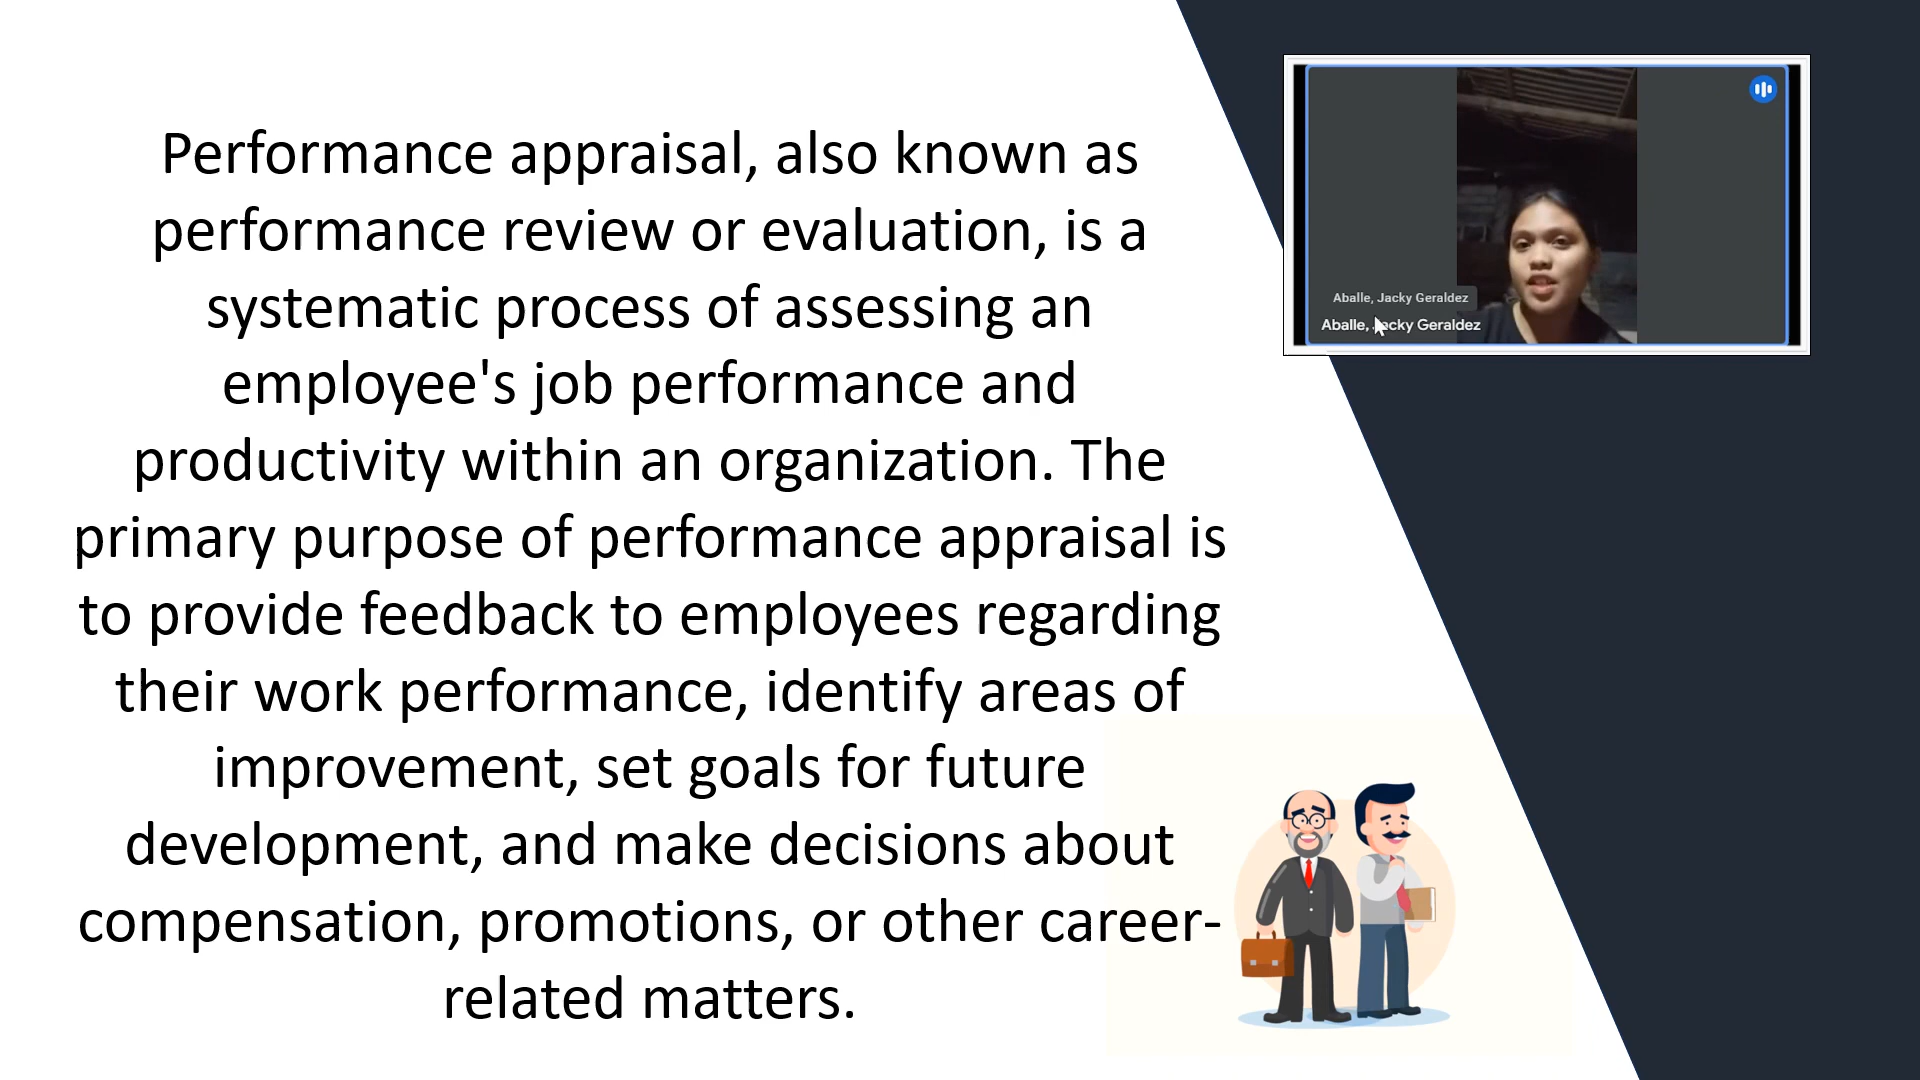 Performance appraisal, also known as
performance review or evaluation, is a
systematic process of assessing an
employee's job performance and
productivity within an organization. The
primary purpose of performance appraisal is
to provide feedback to employees regarding
their work performance, identify areas of
improvement, set goals for future
development, and make decisions about
compensation, promotions, or other career-
related matters.
Aballe, Jacky Geraldez
Aballe, Jacky Geraldez